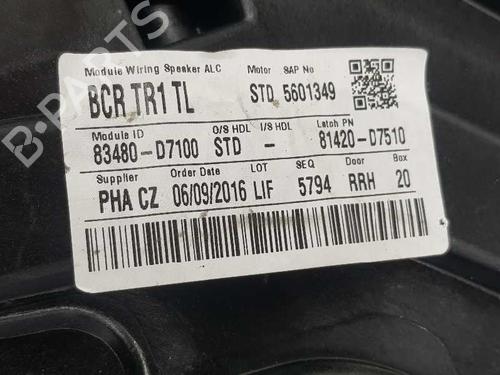 Module Wiring Speaker ALC Motor SAP No
BCR TR1 TL STD 5601349
Module ID O/S HDL I/S HDL Latch PN
83480-D7100 STD - 81420-D7510
Supplier Order Date LOT SEQ Door Box
PHA CZ 06/09/2016 LIF 5794 RRH 20
B-PARTS